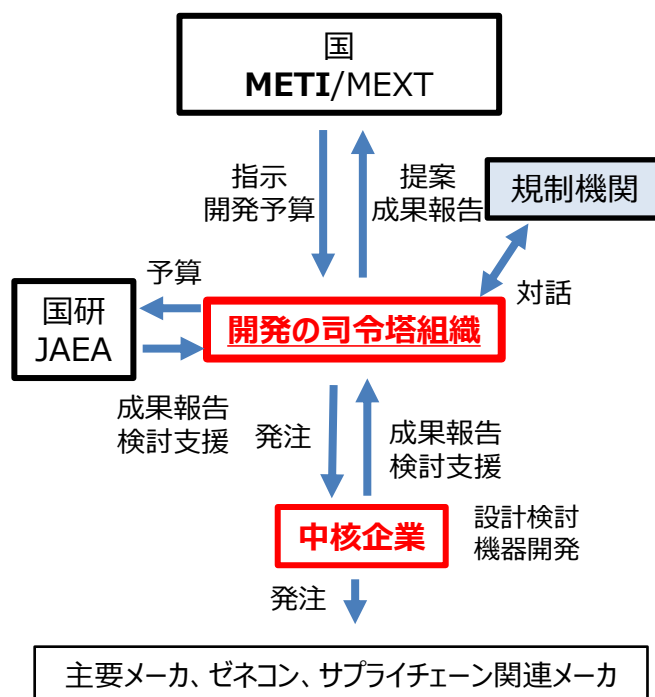 国
METI/MEXT
指示
開発予算
提案
成果報告
規制機関
対話
予算
国研
JAEA
開発の司令塔組織
成果報告
検討支援
発注
成果報告
検討支援
中核企業
設計検討
機器開発
発注
主要メーカ、ゼネコン、サプライチェーン関連メーカ